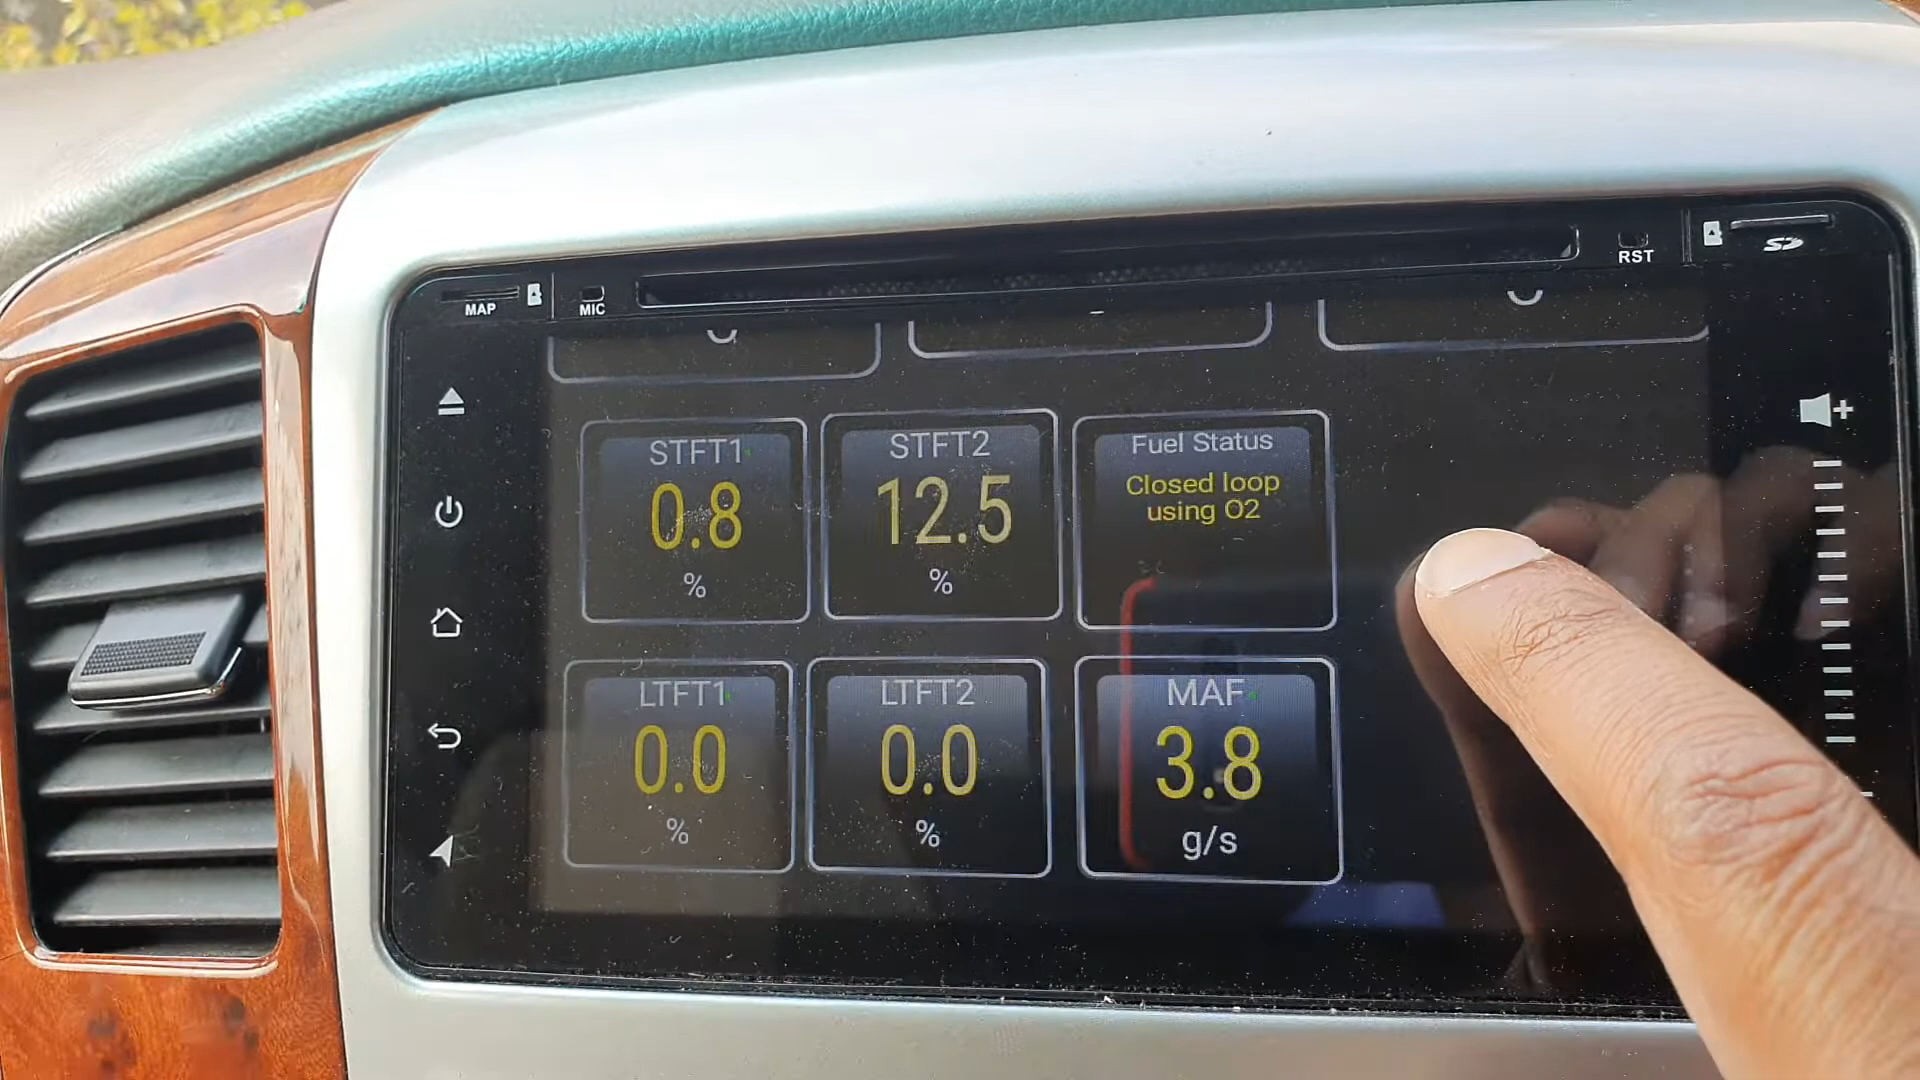 MAP
MIC
RST
SD
STFT1
0.8
%
STFT2
12.5
%
Fuel Status
Closed loop
using O2
LTFT1
0.0
%
LTFT2
0.0
%
MAF
3.8
g/s